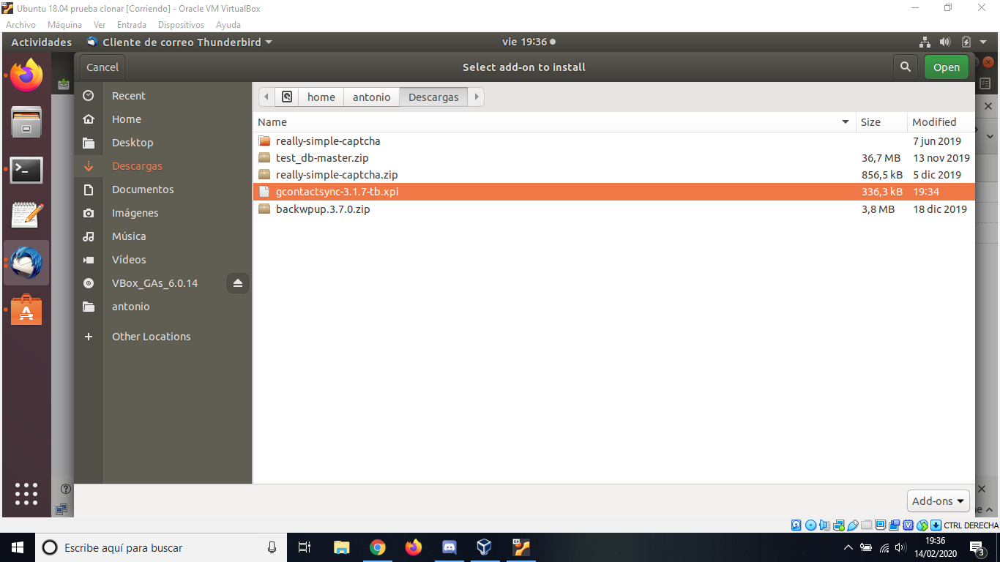 Ubuntu 18.04 prueba clonar [Corriendo] - Oracle VM VirtualBox
Archivo Máquina Ver Entrada Dispositivos Ayuda
Actividades Cliente de correo Thunderbird vie 19:36
Cancel Select add-on to install Open
Recent
Home
Desktop
Descargas
Documentos
Imágenes
Música
Vídeos
VBox_GAs_6.0.14
antonio
Other Locations
home antonio Descargas
Name Size Modified
really-simple-captcha 7 jun 2019
test_db-master.zip 36,7 MB 13 nov 2019
really-simple-captcha.zip 856,5 kB 5 dic 2019
gcontactsync-3.1.7-tb.xpi 336,3 kB 19:34
backwpup.3.7.0.zip 3,8 MB 18 dic 2019
Add-ons
CTRL DERECHA
Escribe aquí para buscar
19:36
14/02/2020
3